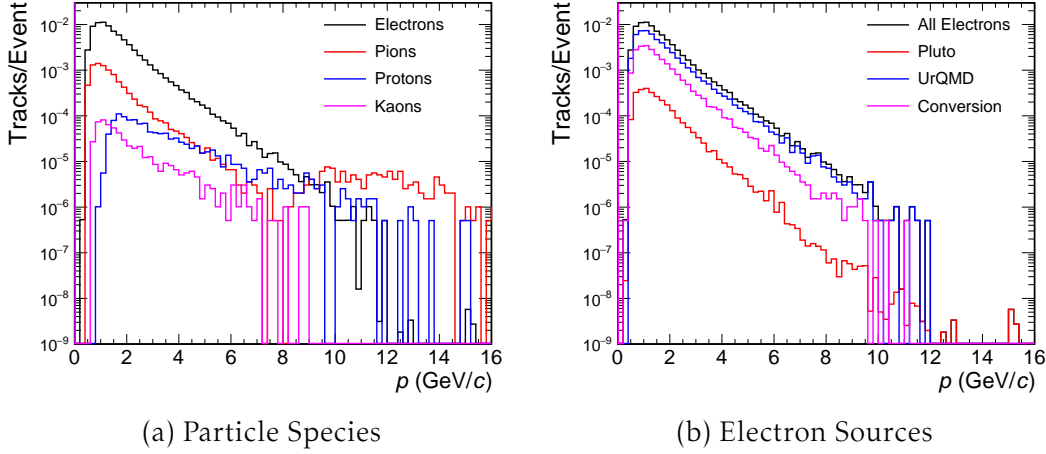 Tracks/Event
10⁻²
10⁻³
10⁻⁴
10⁻⁵
10⁻⁶
10⁻⁷
10⁻⁸
10⁻⁹
Electrons
Pions
Protons
Kaons
0 2 4 6 8 10 12 14 16
p (GeV/c)
(a) Particle Species
Tracks/Event
10⁻²
10⁻³
10⁻⁴
10⁻⁵
10⁻⁶
10⁻⁷
10⁻⁸
10⁻⁹
All Electrons
Pluto
UrQMD
Conversion
0 2 4 6 8 10 12 14 16
p (GeV/c)
(b) Electron Sources